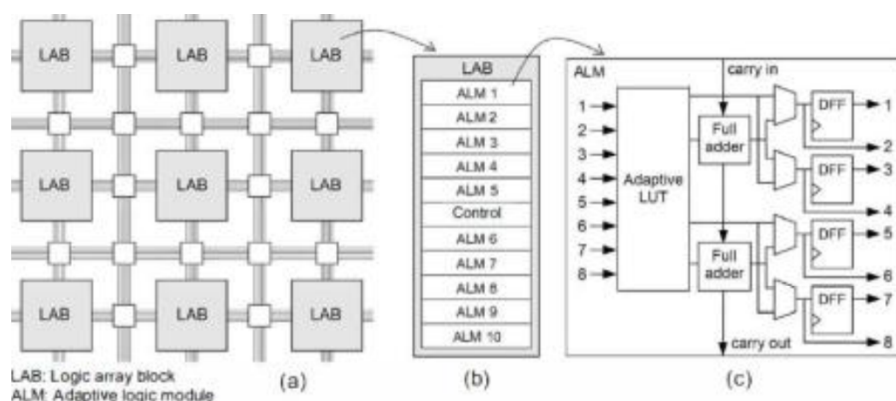 LAB
LAB
LAB
LAB
LAB
LAB
LAB
LAB
LAB
LAB: Logic array block
ALM: Adaptive logic module
(a)
LAB
ALM 1
ALM 2
ALM 3
ALM 4
ALM 5
Control
ALM 6
ALM 7
ALM 8
ALM 9
ALM 10
(b)
ALM
carry in
1
2
3
4
5
6
7
8
Adaptive
LUT
Full
adder
Full
adder
DFF
DFF
DFF
DFF
1
2
3
4
5
6
7
8
carry out
(c)